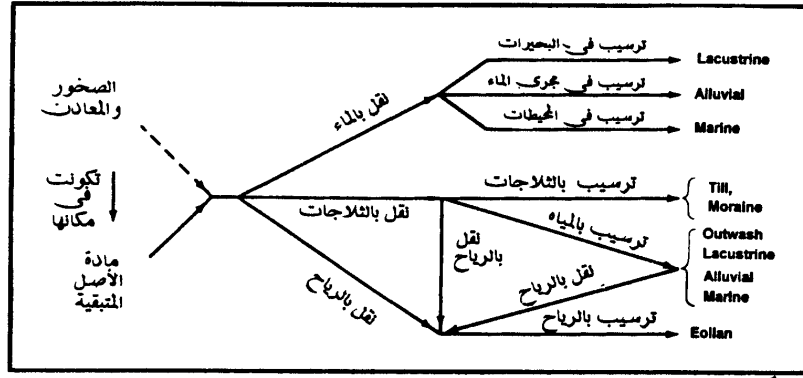 ترسيب في البحيرات
Lacustrine
ترسيب في مجرى الماء
Alluvial
ترسيب في المحيطات
Marine
نقل بالماء
الصخور
والمعادن
تكونت
في
مكانها
مادة
الأصل
المتبقية
نقل بالثلاجات
ترسيب بالثلاجات
Till,
Moraine
ترسيب بالمياه
Outwash
Lacustrine
Alluvial
Marine
نقل
بالرياح
نقل بالرياح
نقل بالرياح
ترسيب بالرياح
Eolian